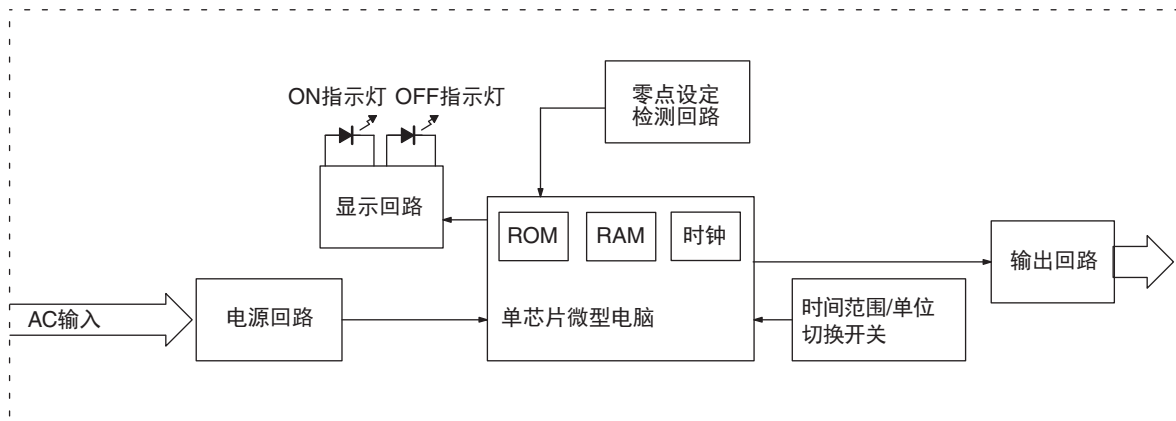 ON指示灯 OFF指示灯
零点设定
检测回路
显示回路
ROM
RAM
时钟
输出回路
AC输入
电源回路
单芯片微型电脑
时间范围/单位
切换开关